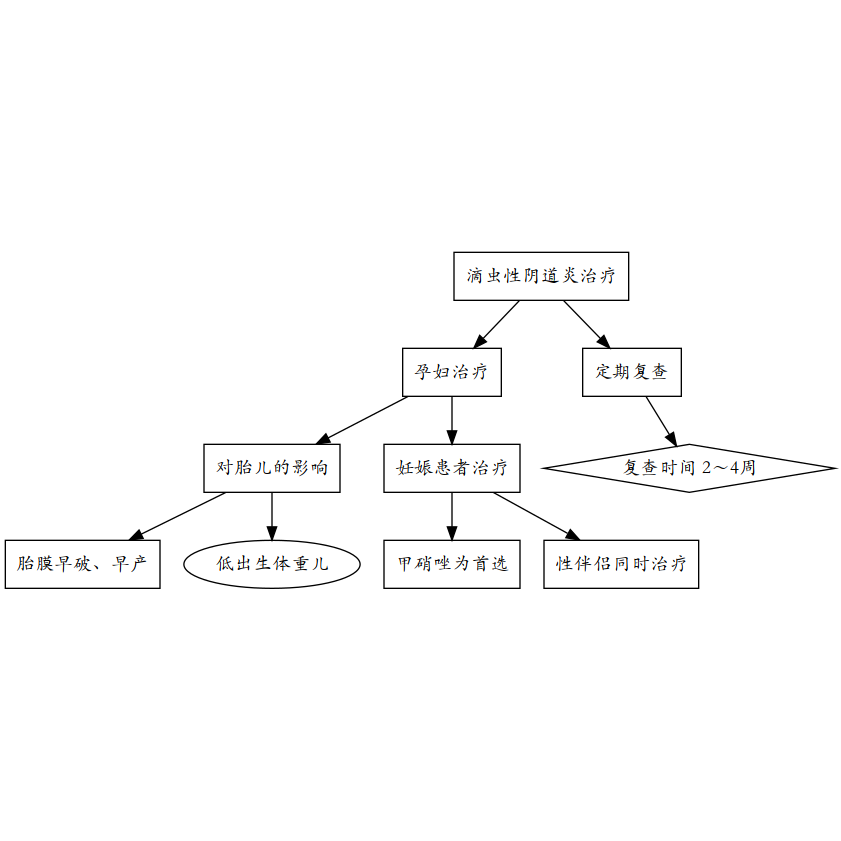 滴虫性阴道炎治疗
孕妇治疗
定期复查
对胎儿的影响
妊娠患者治疗
复查时间 2～4周
胎膜早破、早产
低出生体重儿
甲硝唑为首选
性伴侣同时治疗